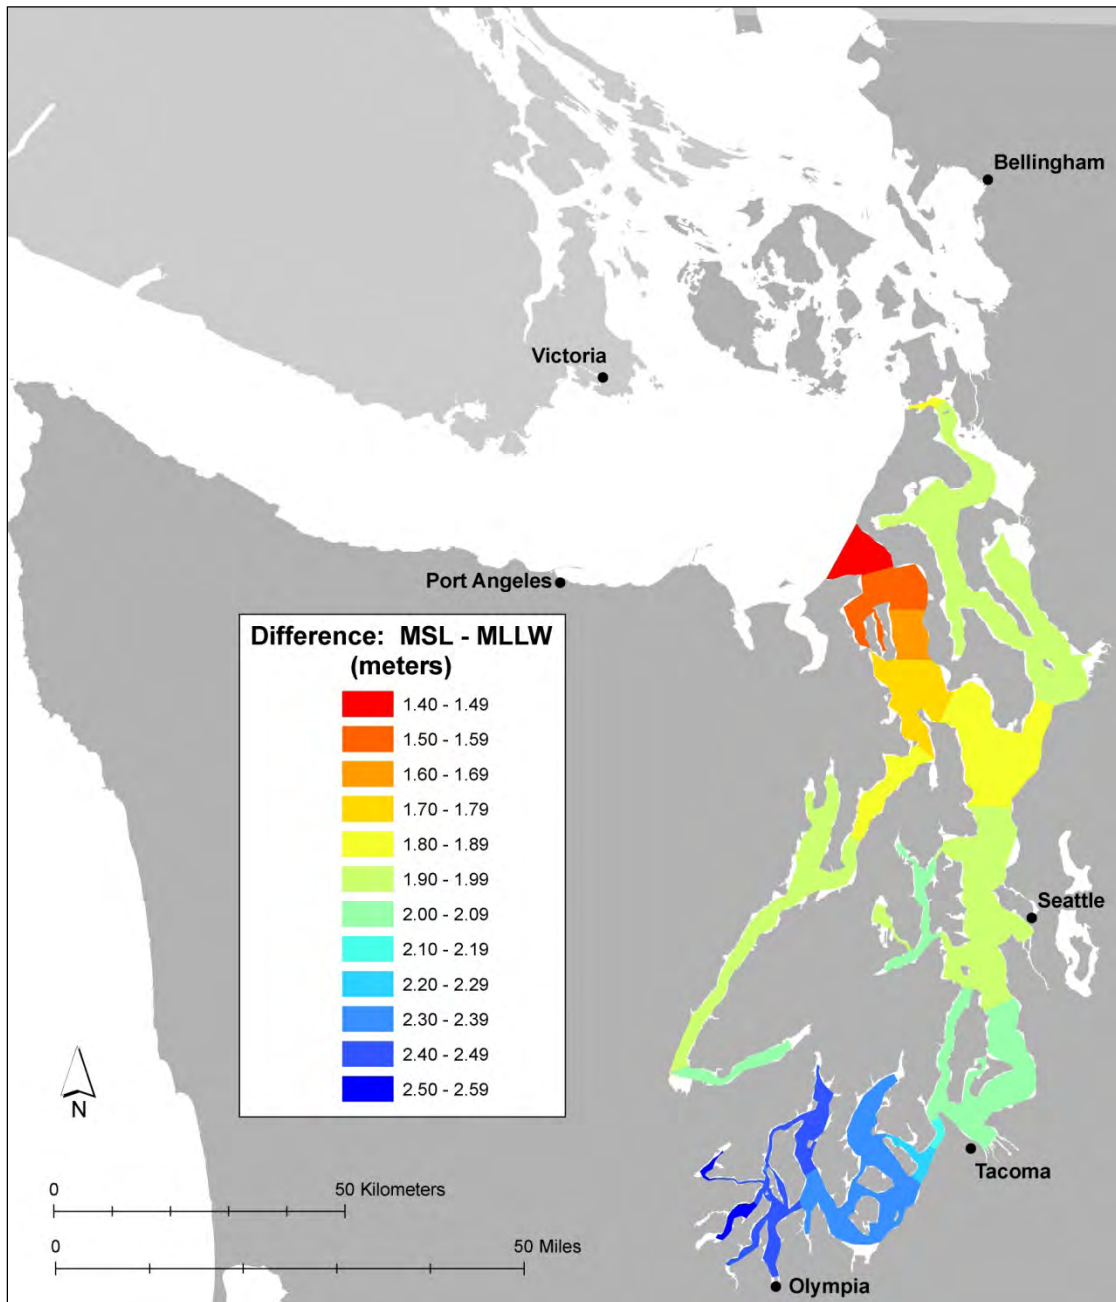 Bellingham
Victoria
Port Angeles
Difference: MSL - MLLW
(meters)
1.40 - 1.49
1.50 - 1.59
1.60 - 1.69
1.70 - 1.79
1.80 - 1.89
1.90 - 1.99
2.00 - 2.09
2.10 - 2.19
2.20 - 2.29
2.30 - 2.39
2.40 - 2.49
2.50 - 2.59
Seattle
N
Tacoma
0 50 Kilometers
0 50 Miles
Olympia